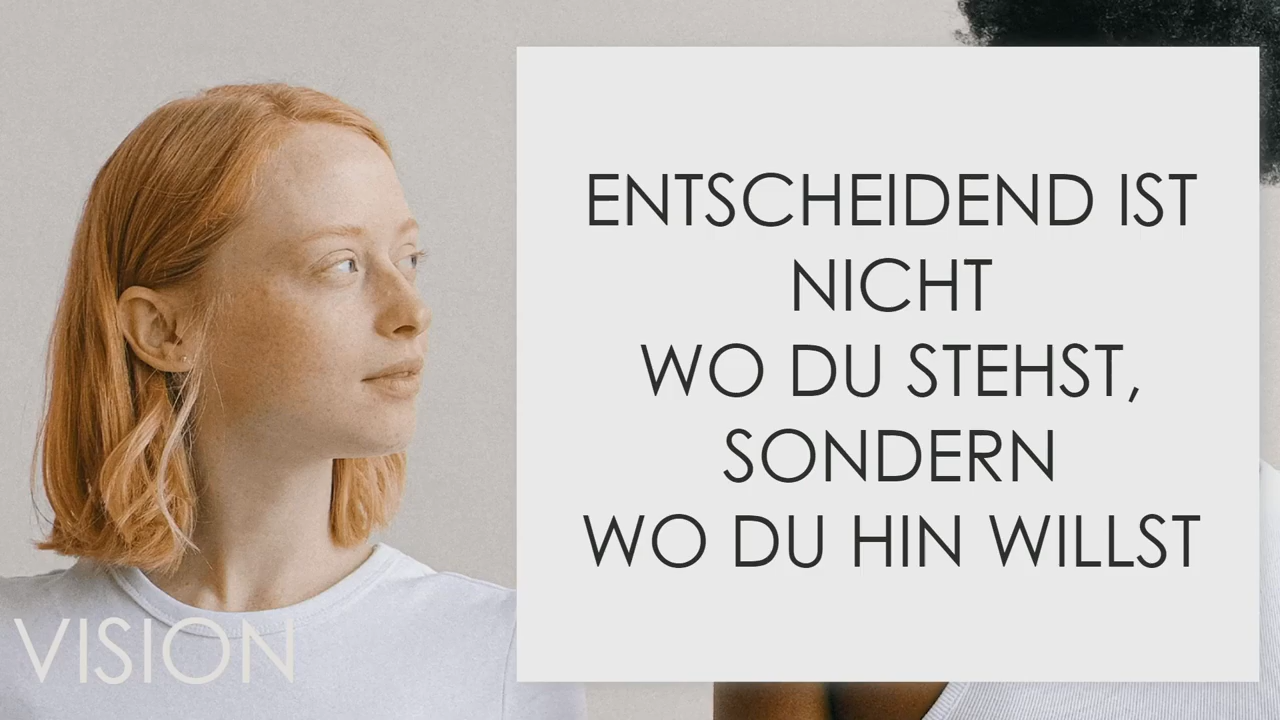 ENTSCHEIDEND IST
NICHT
WO DU STEHST,
SONDERN
WO DU HIN WILLST
VISION